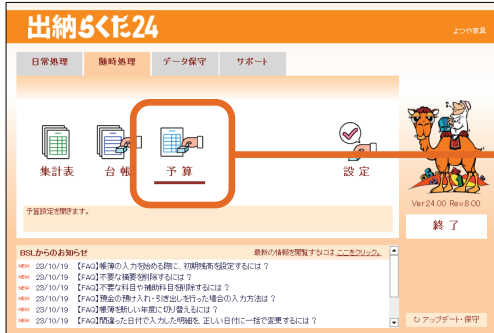 出納らくだ24
よつや家具
日常処理 随時処理 データ保守 サポート
集計表 台帳 予算 設定
Ver.24.00 Rev.8.00
予算設定を開きます。
終了
BSLからのお知らせ 最新の情報を閲覧するには ここをクリック。
NEW 23/10/19 【FAQ】帳簿の入力を始める際に、初期残高を設定するには?
NEW 23/10/19 【FAQ】不要な摘要を削除するには?
NEW 23/10/19 【FAQ】不要な科目や補助科目を削除するには?
NEW 23/10/19 【FAQ】預金の預け入れ・引き出しを行った場合の入力方法は?
NEW 23/10/19 【FAQ】帳簿を新しい年度に切り替えるには?
NEW 23/10/19 【FAQ】間違った日付で入力した明細を、正しい日付に一括で変更するには?
アップデート・保守